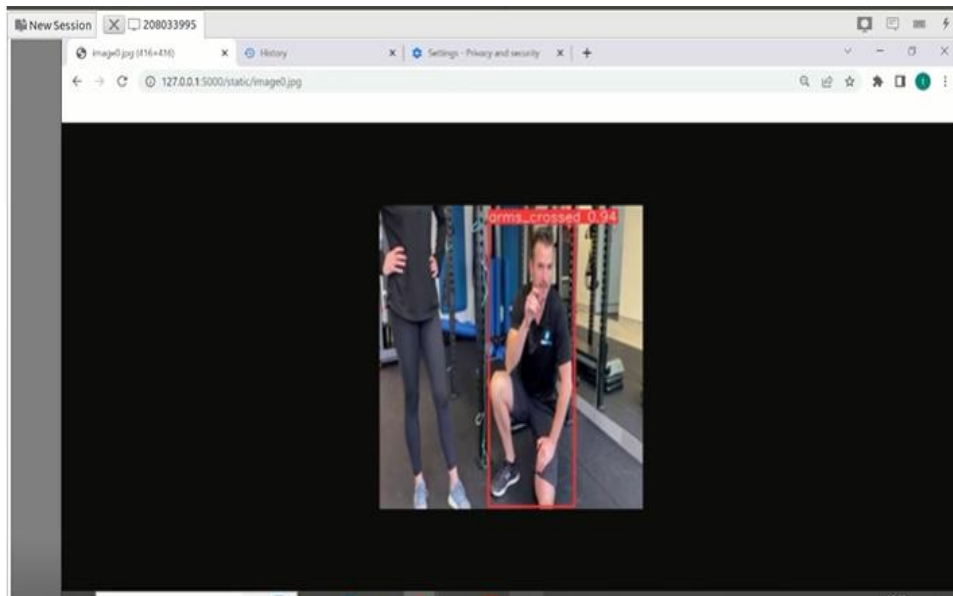 New Session X 208033995
image0.jpg (416×416) History Settings - Privacy and security
127.0.0.1:5000/static/image0.jpg
arms_crossed 0.94